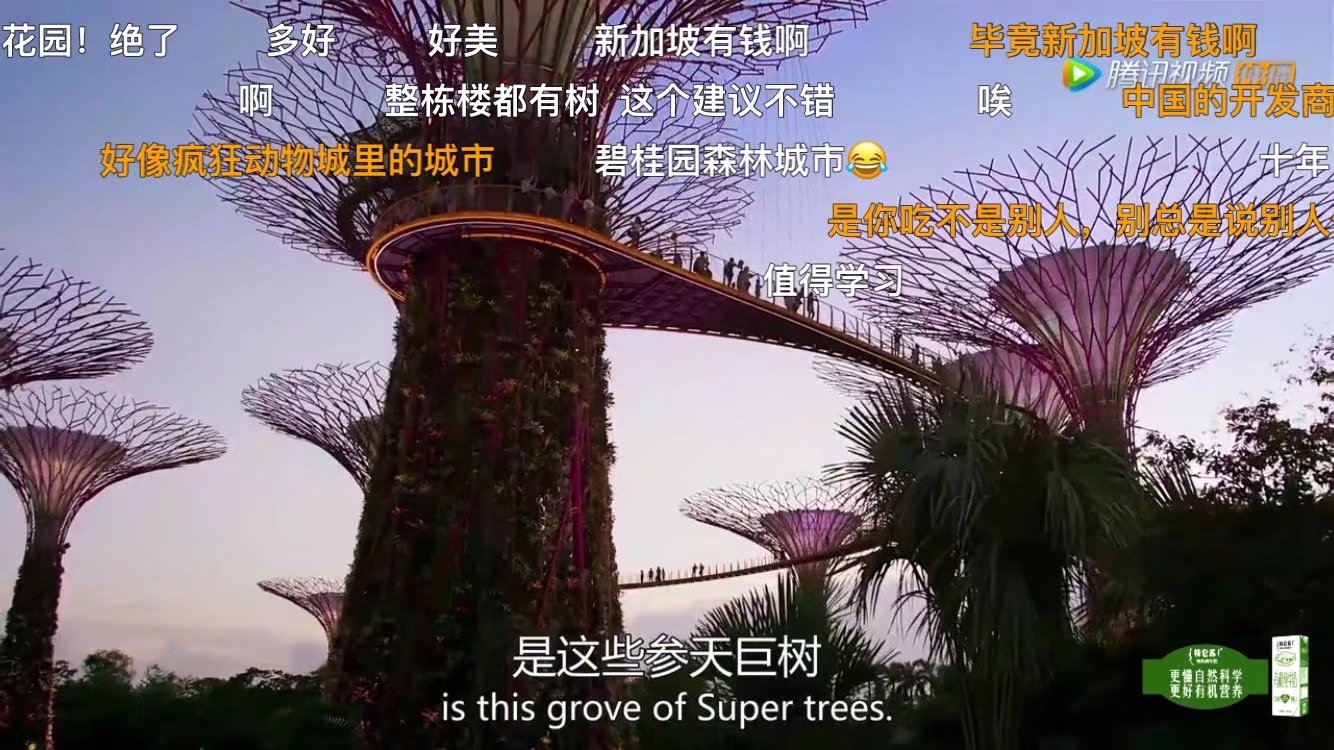 花园！绝了 多好 好美 新加坡有钱啊 毕竟新加坡有钱啊
腾讯视频
啊 整栋楼都有树 这个建议不错 唉 中国的开发商
好像疯狂动物城里的城市 碧桂园森林城市😂 十年
是你吃不是别人，别总是说别人
值得学习
是这些参天巨树
is this grove of Super trees.
特仑苏
更懂自然科学
更好有机营养